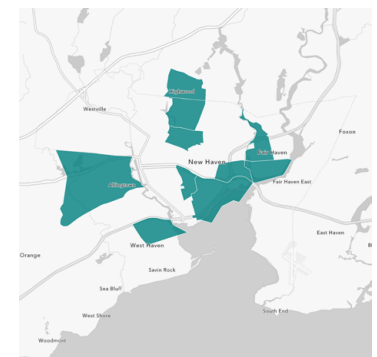 Highwood
Westville
Foxon
New Haven
Fair Haven
Allingtown
Fair Haven East
East Haven
West Haven
Orange
Savin Rock
Sea Bluff
South End
West Shore
Woodmont